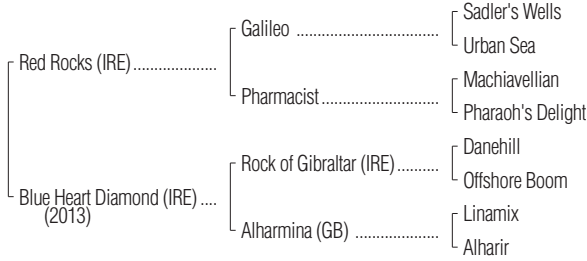 Sadler's Wells
Galileo ..............................
Urban Sea
Red Rocks (IRE) ..................
Machiavellian
Pharmacist .........................
Pharaoh's Delight
Danehill
Rock of Gibraltar (IRE) ..........
Offshore Boom
Blue Heart Diamond (IRE) ....
(2013)
Linamix
Alharmina (GB) ..................
Alharir